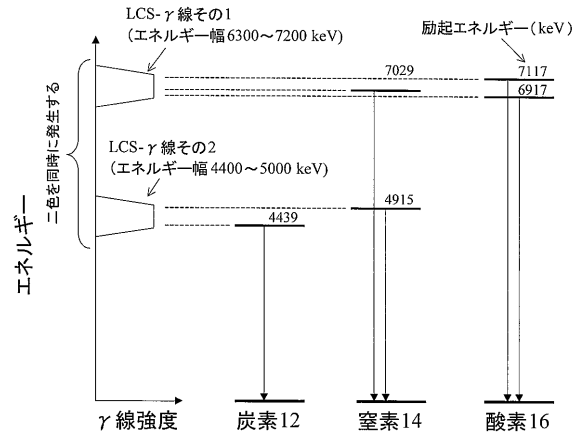 LCS-γ線その1
（エネルギー幅6300～7200 keV）
励起エネルギー（keV）
7029
7117
6917
二色を同時に発生する
LCS-γ線その2
（エネルギー幅4400～5000 keV）
4915
4439
エネルギー
γ線強度
炭素12
窒素14
酸素16